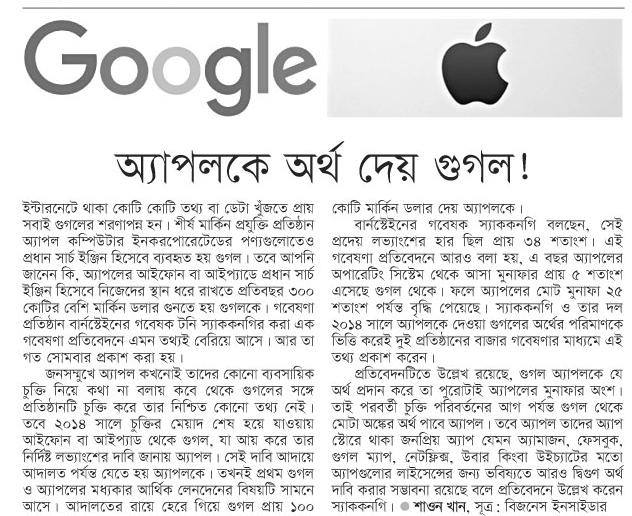 Google
অ্যাপলকে অর্থ দেয় গুগল!
ইন্টারনেটে থাকা কোটি কোটি তথ্য বা ডেটা খুঁজতে প্রায়
সবাই গুগলের শরণাপন্ন হন। শীর্ষ মার্কিন প্রযুক্তি প্রতিষ্ঠান
অ্যাপল কম্পিউটার ইনকরপোরেটেডের পণ্যগুলোতেও
প্রধান সার্চ ইঞ্জিন হিসেবে ব্যবহৃত হয় গুগল। তবে আপনি
জানেন কি, অ্যাপলের আইফোন বা আইপ্যাডে প্রধান সার্চ
ইঞ্জিন হিসেবে নিজেদের স্থান ধরে রাখতে প্রতিবছর ৩০০
কোটির বেশি মার্কিন ডলার গুনতে হয় গুগলকে। গবেষণা
প্রতিষ্ঠান বার্নস্টেইনের গবেষক টনি স্যাককনগির করা এক
গবেষণা প্রতিবেদনে এমন তথ্যই বেরিয়ে আসে। আর তা
গত সোমবার প্রকাশ করা হয়।
জনসম্মুখে অ্যাপল কখনোই তাদের কোনো ব্যবসায়িক
চুক্তি নিয়ে কথা না বলায় কবে থেকে গুগলের সঙ্গে
প্রতিষ্ঠানটি চুক্তি করে তার নিশ্চিত কোনো তথ্য নেই।
তবে ২০১৪ সালে চুক্তির মেয়াদ শেষ হয়ে যাওয়ায়
আইফোন বা আইপ্যাড থেকে গুগল, যা আয় করে তার
নির্দিষ্ট লভ্যাংশের দাবি জানায় অ্যাপল। সেই দাবি আদায়ে
আদালত পর্যন্ত যেতে হয় অ্যাপলকে। তখনই প্রথম গুগল
ও অ্যাপলের মধ্যকার আর্থিক লেনদেনের বিষয়টি সামনে
আসে। আদালতের রায়ে হেরে গিয়ে গুগল প্রায় ১০০
কোটি মার্কিন ডলার দেয় অ্যাপলকে।
বার্নস্টেইনের গবেষক স্যাককনগি বলছেন, সেই
প্রদেয় লভ্যাংশের হার ছিল প্রায় ৩৪ শতাংশ। এই
গবেষণা প্রতিবেদনে আরও বলা হয়, এ বছর অ্যাপলের
অপারেটিং সিস্টেম থেকে আসা মুনাফার প্রায় ৫ শতাংশ
এসেছে গুগল থেকে। ফলে অ্যাপলের মোট মুনাফা ২৫
শতাংশ পর্যন্ত বৃদ্ধি পেয়েছে। স্যাককনগি ও তার দল
২০১৪ সালে অ্যাপলকে দেওয়া গুগলের অর্থের পরিমাণকে
ভিত্তি করেই দুই প্রতিষ্ঠানের বাজার গবেষণার মাধ্যমে এই
তথ্য প্রকাশ করেন।
প্রতিবেদনটিতে উল্লেখ রয়েছে, গুগল অ্যাপলকে যে
অর্থ প্রদান করে তা পুরোটাই অ্যাপলের মুনাফার অংশ।
তাই পরবর্তী চুক্তি পরিবর্তনের আগ পর্যন্ত গুগল থেকে
মোটা অঙ্কের অর্থ পাবে অ্যাপল। তবে অ্যাপল তাদের অ্যাপ
স্টোরে থাকা জনপ্রিয় অ্যাপ যেমন অ্যামাজন, ফেসবুক,
গুগল ম্যাপ, নেটফ্লিক্স, উবার কিংবা উইচ্যাটের মতো
অ্যাপগুলোর লাইসেন্সের জন্য ভবিষ্যতে আরও দ্বিগুণ অর্থ
দাবি করার সম্ভাবনা রয়েছে বলে প্রতিবেদনে উল্লেখ করেন
স্যাককনগি। ● শাওন খান, সূত্র : বিজনেস ইনসাইডার